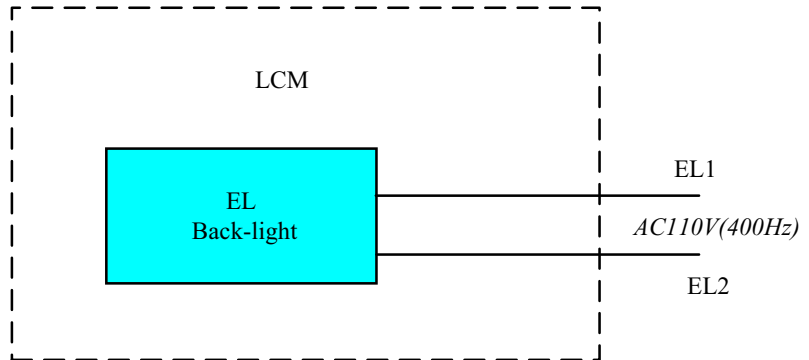 LCM
EL
Back-light
EL1
AC110V(400Hz)
EL2